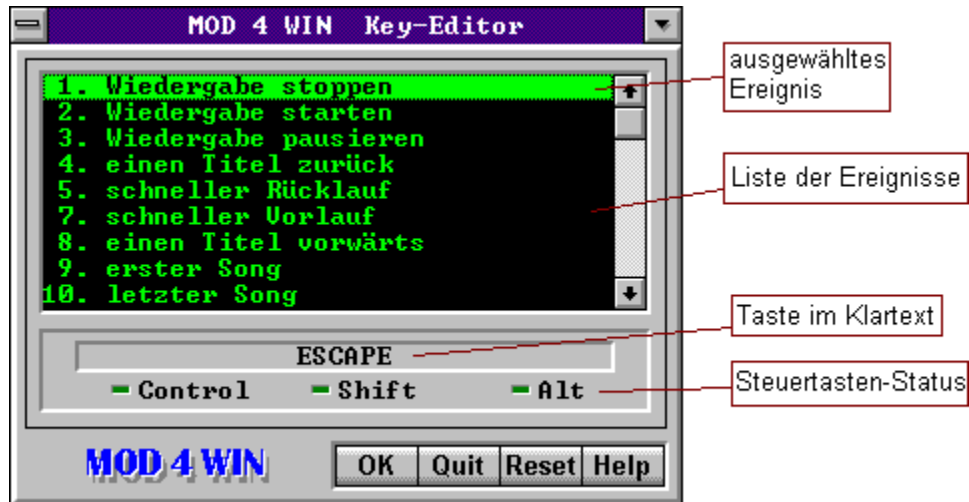 MOD 4 WIN Key-Editor
1. Wiedergabe stoppen
2. Wiedergabe starten
3. Wiedergabe pausieren
4. einen Titel zurück
5. schneller Rücklauf
7. schneller Vorlauf
8. einen Titel vorwärts
9. erster Song
10. letzter Song
ausgewähltes
Ereignis
Liste der Ereignisse
ESCAPE
Taste im Klartext
Control Shift Alt
Steuertasten-Status
MOD 4 WIN
OK Quit Reset Help